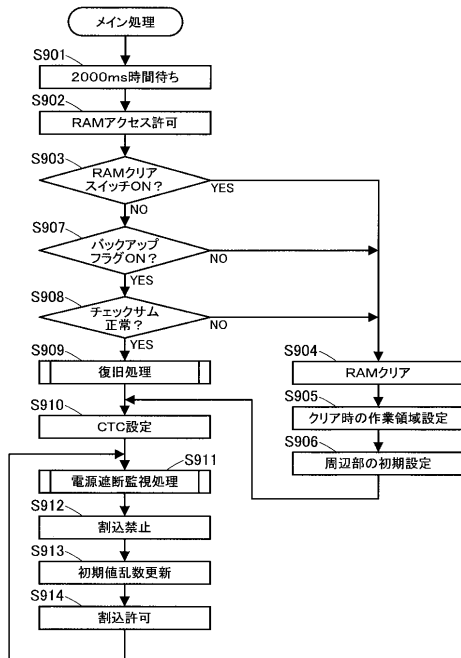 メイン処理
S901
2000ms時間待ち
S902
RAMアクセス許可
S903
RAMクリア
スイッチON？
YES
NO
S907
バックアップ
フラグON？
NO
YES
S908
チェックサム
正常？
NO
YES
S909
復旧処理
S904
RAMクリア
S905
クリア時の作業領域設定
S906
周辺部の初期設定
S910
CTC設定
S911
電源遮断監視処理
S912
割込禁止
S913
初期値乱数更新
S914
割込許可